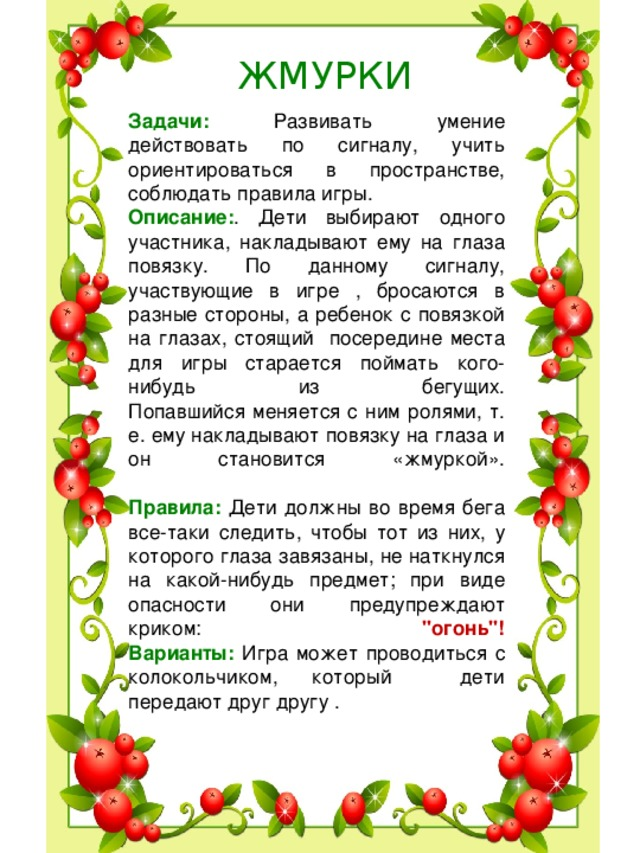 ЖМУРКИ
Задачи: Развивать умение
действовать по сигналу, учить
ориентироваться в пространстве,
соблюдать правила игры.
Описание:. Дети выбирают одного
участника, накладывают ему на глаза
повязку. По данному сигналу,
участвующие в игре , бросаются в
разные стороны, а ребенок с повязкой
на глазах, стоящий посередине места
для игры старается поймать кого-
нибудь из бегущих.
Попавшийся меняется с ним ролями, т.
е. ему накладывают повязку на глаза и
он становится «жмуркой».
Правила: Дети должны во время бега
все-таки следить, чтобы тот из них, у
которого глаза завязаны, не наткнулся
на какой-нибудь предмет; при виде
опасности они предупреждают
криком: "огонь"!
Варианты: Игра может проводиться с
колокольчиком, который дети
передают друг другу .